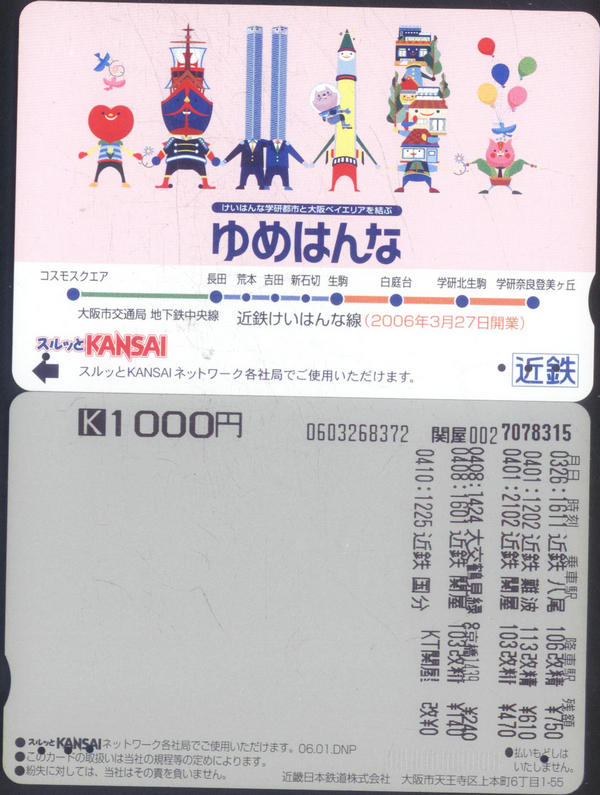 けいはんな学研都市と大阪ベイエリアを結ぶ
ゆめはんな
コスモスクエア 長田 荒本 吉田 新石切 生駒 白庭台 学研北生駒 学研奈良登美ヶ丘
大阪市交通局 地下鉄中央線 近鉄けいはんな線(2006年3月27日開業)
スルッとKANSAI
スルッとKANSAIネットワーク各社局でご使用いただけます。
近鉄
K1000円
0603268372 関屋002 7078315
月日 時刻 乗車駅 降車駅 残額
0326:1611 近鉄 八尾 106改精 ¥750
0401:1202 近鉄 難波 113改精 ¥610
0401:2102 近鉄 関屋 103改精 ¥470
0408:1424 大交鶴見緑 ¥240
0408:1601 近鉄 関屋 103改精
0410:1225 近鉄 国分 KT関屋 改¥0
●スルッとKANSAIネットワーク各社局でご使用いただけます。06.01.DNP
●このカードの取扱いは当社の規程等の定めによります。
●紛失に対しては、当社はその責を負いません。
●払いもどしは
いたしません。
近畿日本鉄道株式会社 大阪市天王寺区上本町6丁目1-55